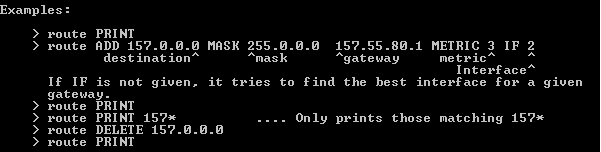 Examples:
> route PRINT
> route ADD 157.0.0.0 MASK 255.0.0.0  157.55.80.1 METRIC 3 IF 2
destination^      ^mask      ^gateway     metric^    ^
Interface^
If IF is not given, it tries to find the best interface for a given
gateway.
> route PRINT
> route PRINT 157*          .... Only prints those matching 157*
> route DELETE 157.0.0.0
> route PRINT